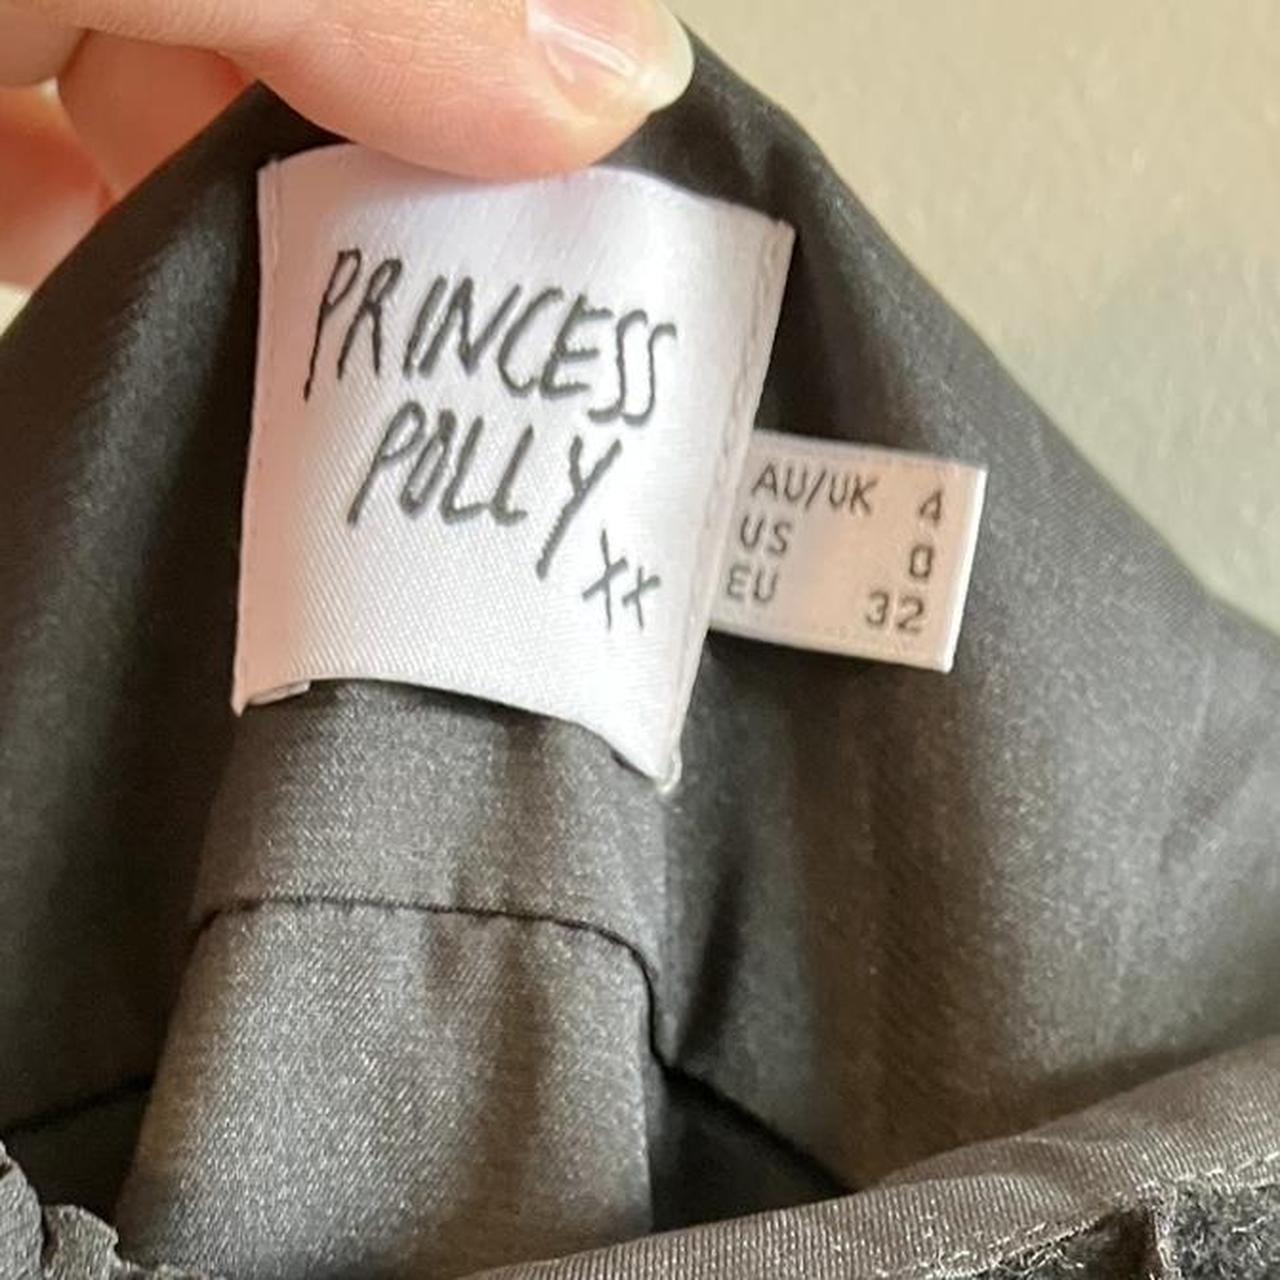 PRINCESS
POLLY
xx
AU/UK 4
US 0
EU 32